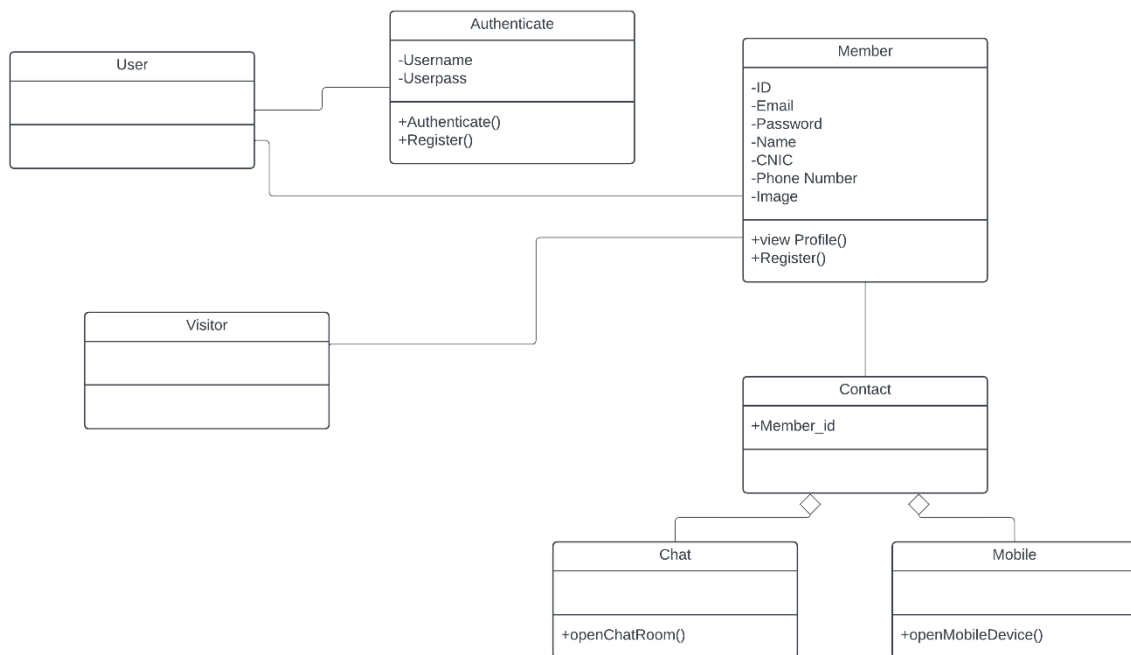 Authenticate
-Username
-Userpass
+Authenticate()
+Register()
User
Member
-ID
-Email
-Password
-Name
-CNIC
-Phone Number
-Image
+view Profile()
+Register()
Visitor
Contact
+Member_id
Chat
+openChatRoom()
Mobile
+openMobileDevice()